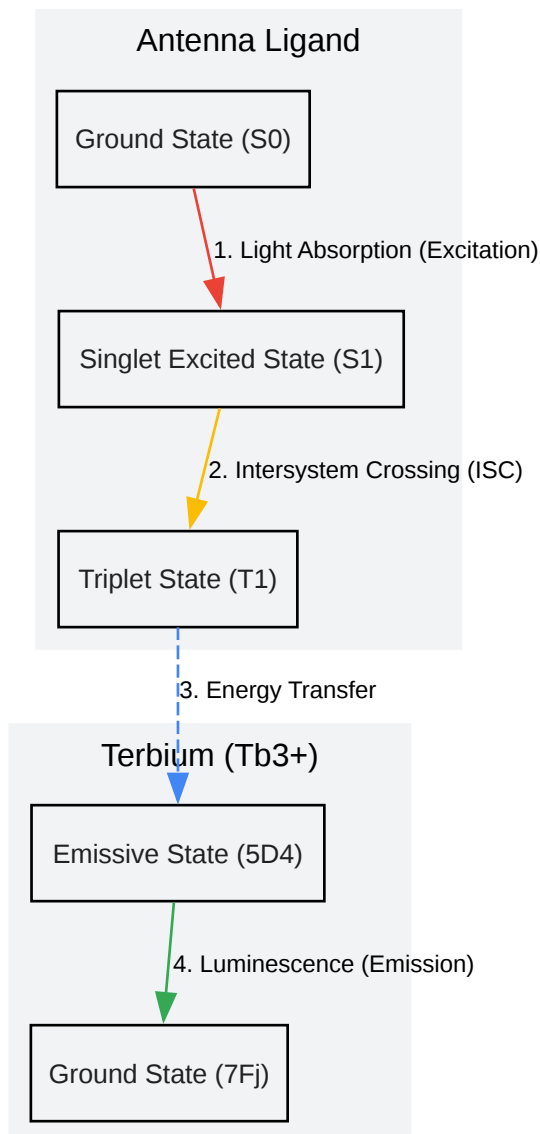 Antenna Ligand
Ground State (S0)
1. Light Absorption (Excitation)
Singlet Excited State (S1)
2. Intersystem Crossing (ISC)
Triplet State (T1)
3. Energy Transfer
Terbium (Tb3+)
Emissive State (5D4)
4. Luminescence (Emission)
Ground State (7Fj)